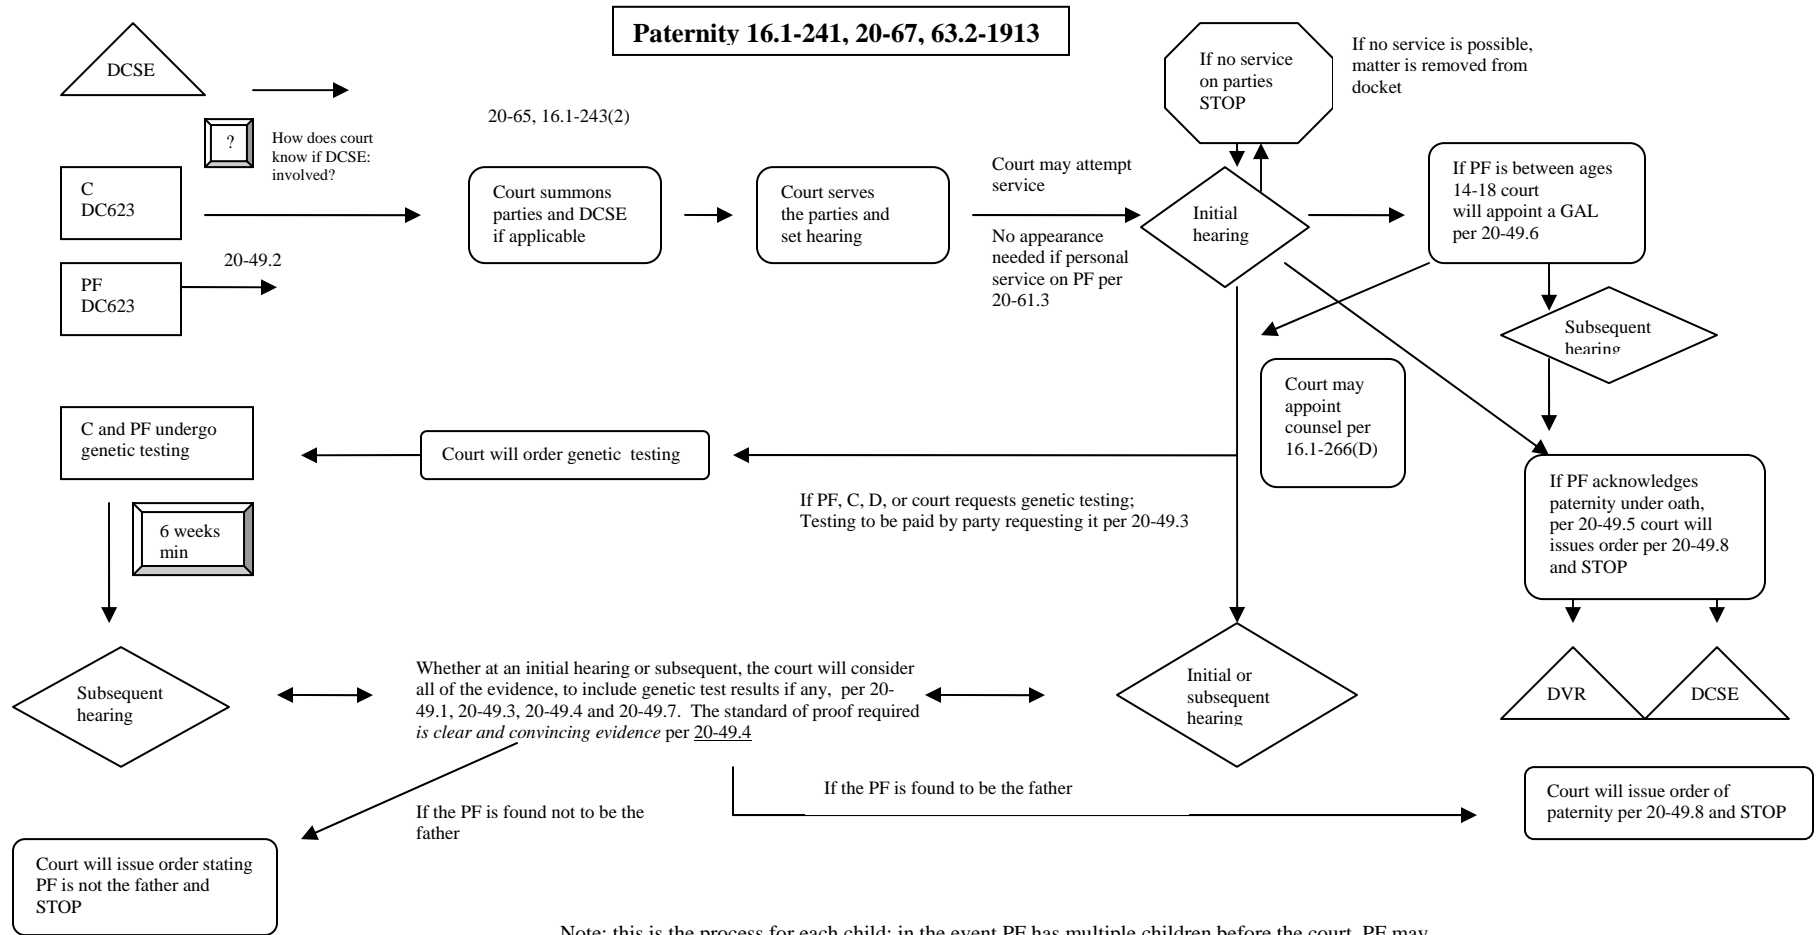 Paternity 16.1-241, 20-67, 63.2-1913
DCSE
?
How does court
know if DCSE:
involved?
C
DC623
20-49.2
PF
DC623
20-65, 16.1-243(2)
Court summons
parties and DCSE
if applicable
Court serves
the parties and
set hearing
Court may attempt
service
No appearance
needed if personal
service on PF per
20-61.3
If no service
on parties
STOP
If no service is possible,
matter is removed from
docket
Initial
hearing
If PF is between ages
14-18 court
will appoint a GAL
per 20-49.6
Subsequent
hearing
Court may
appoint
counsel per
16.1-266(D)
C and PF undergo
genetic testing
Court will order genetic testing
If PF, C, D, or court requests genetic testing;
Testing to be paid by party requesting it per 20-49.3
If PF acknowledges
paternity under oath,
per 20-49.5 court will
issues order per 20-49.8
and STOP
6 weeks
min
Subsequent
hearing
Whether at an initial hearing or subsequent, the court will consider
all of the evidence, to include genetic test results if any, per 20-
49.1, 20-49.3, 20-49.4 and 20-49.7. The standard of proof required
is clear and convincing evidence per 20-49.4
Initial or
subsequent
hearing
DVR
DCSE
If the PF is found to be the father
If the PF is found not to be the
father
Court will issue order of
paternity per 20-49.8 and STOP
Court will issue order stating
PF is not the father and
STOP
Note: this is the process for each child; in the event PF has multiple children before the court, PF may